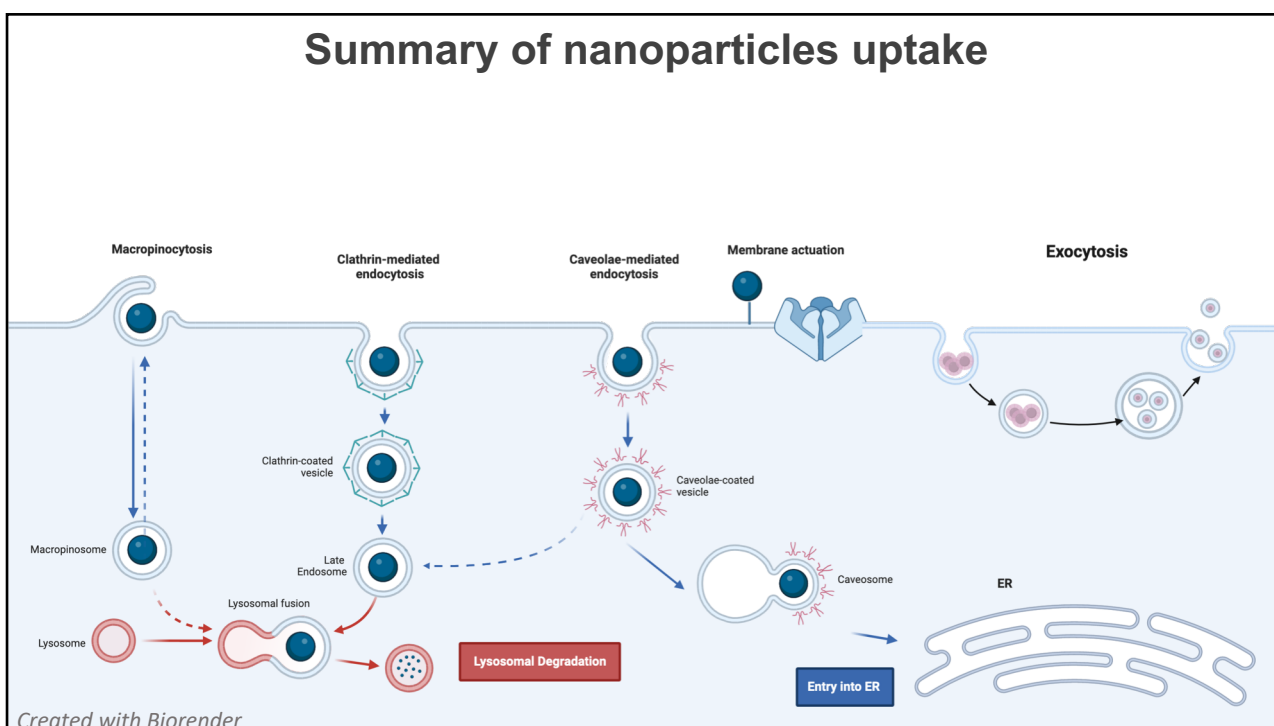 Summary of nanoparticles uptake
Macropinocytosis
Clathrin-mediated
endocytosis
Caveolae-mediated
endocytosis
Membrane actuation
Exocytosis
Clathrin-coated
vesicle
Caveolae-coated
vesicle
Macropinosome
Late
Endosome
Caveosome
ER
Lysosomal fusion
Lysosome
Lysosomal Degradation
Entry into ER
Created with Biorender